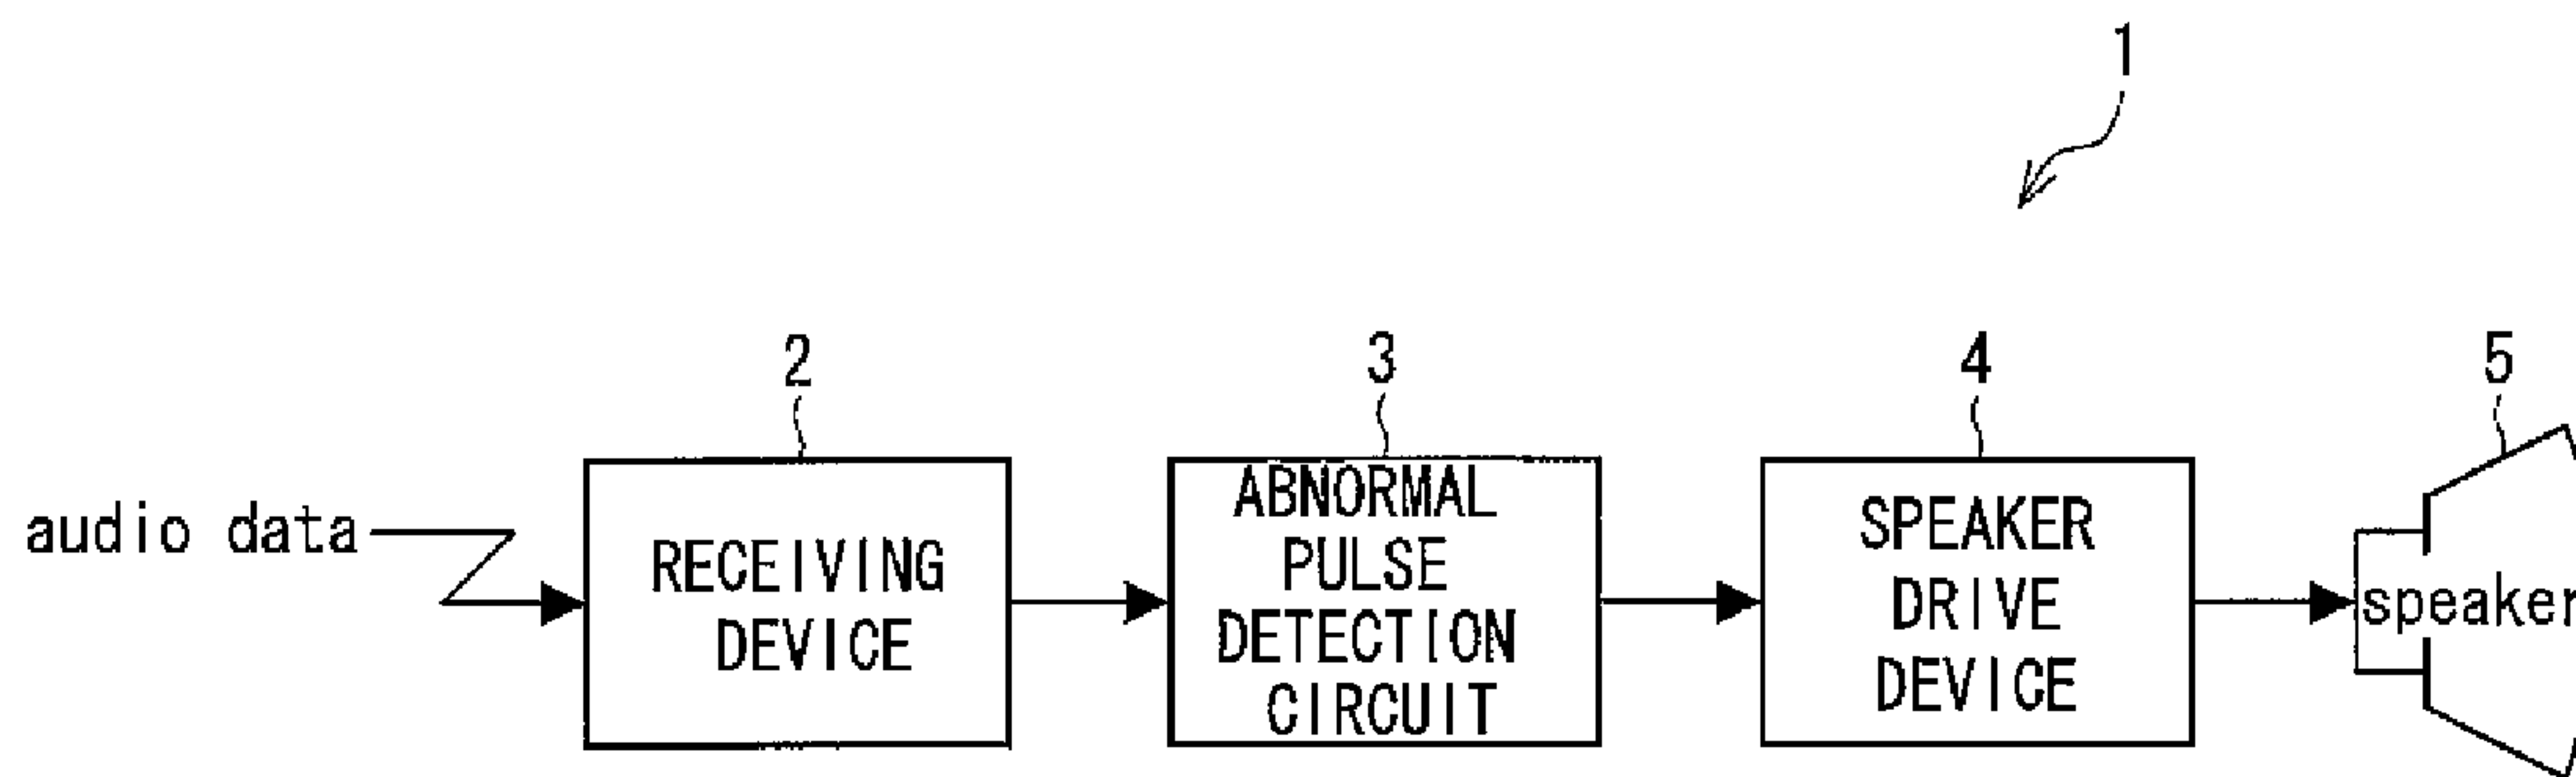 1
2
3
4
5
audio data
RECEIVING
DEVICE
ABNORMAL
PULSE
DETECTION
CIRCUIT
SPEAKER
DRIVE
DEVICE
speaker